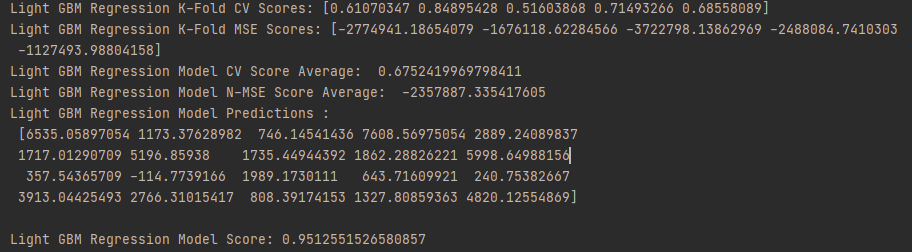 Light GBM Regression K-Fold CV Scores: [0.61070347 0.84895428 0.51603868 0.71493266 0.68558089]
Light GBM Regression K-Fold MSE Scores: [-2774941.18654079 -1676118.62284566 -3722798.13862969 -2488084.7410303
 -1127493.98804158]
Light GBM Regression Model CV Score Average:  0.6752419969798411
Light GBM Regression Model N-MSE Score Average:  -2357887.335417605
Light GBM Regression Model Predictions :
 [6535.05897054 1173.37628982  746.14541436 7608.56975054 2889.24089837
 1717.01290709 5196.85938    1735.44944392 1862.28826221 5998.64988156
  357.54365709 -114.7739166  1989.1730111   643.71609921  240.75382667
 3913.04425493 2766.31015417  808.39174153 1327.80859363 4820.12554869]
Light GBM Regression Model Score: 0.9512551526580857